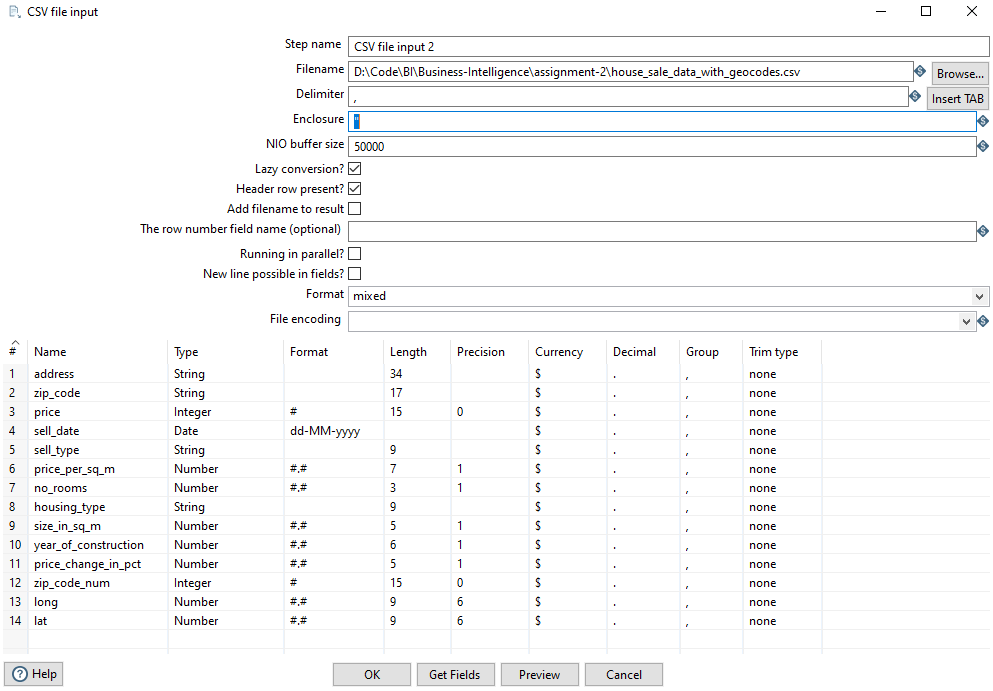 CSV file input
Step name CSV file input 2
Filename D:\Code\BI\Business-Intelligence\assignment-2\house_sale_data_with_geocodes.csv Browse...
Delimiter , Insert TAB
Enclosure "
NIO buffer size 50000
Lazy conversion?
Header row present?
Add filename to result
The row number field name (optional)
Running in parallel?
New line possible in fields?
Format mixed
File encoding
# Name Type Format Length Precision Currency Decimal Group Trim type
1 address String 34 $ . , none
2 zip_code String 17 $ . , none
3 price Integer # 15 0 $ . , none
4 sell_date Date dd-MM-yyyy $ . , none
5 sell_type String 9 $ . , none
6 price_per_sq_m Number #.# 7 1 $ . , none
7 no_rooms Number #.# 3 1 $ . , none
8 housing_type String 9 $ . , none
9 size_in_sq_m Number #.# 5 1 $ . , none
10 year_of_construction Number #.# 6 1 $ . , none
11 price_change_in_pct Number #.# 5 1 $ . , none
12 zip_code_num Integer # 15 0 $ . , none
13 long Number #.# 9 6 $ . , none
14 lat Number #.# 9 6 $ . , none
? Help OK Get Fields Preview Cancel